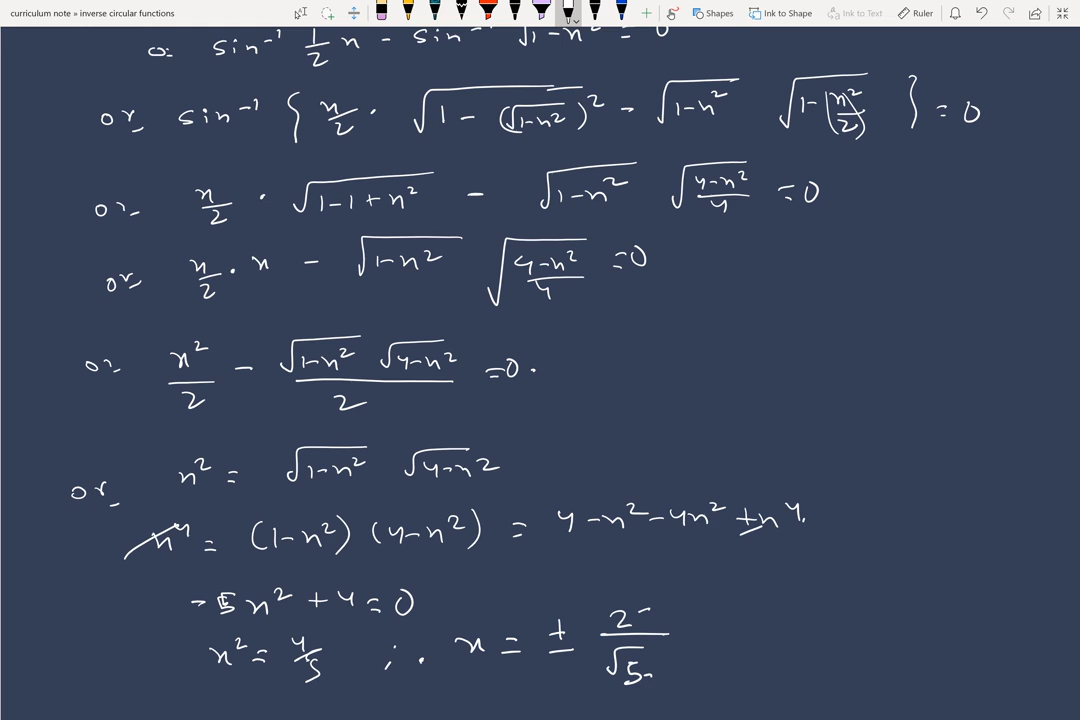 curriculum note » inverse circular functions
Shapes Ink to Shape Ink to Text Ruler
or sin⁻¹ 1/2 x - sin⁻¹ √(1-x²) = 0
or sin⁻¹ { x/2 · √(1 - (√(1-x²))²) - √(1-x²) √(1-(x/2)²) } = 0
or x/2 · √(1-1+x²) - √(1-x²) √((4-x²)/4) = 0
or x/2 · x - √(1-x²) √((4-x²)/4) = 0
or x²/2 - (√(1-x²) √(4-x²))/2 = 0.
or x² = √(1-x²) √(4-x²)
x⁴ = (1-x²) (4-x²) = 4 - x² - 4x² + x⁴.
-5x² + 4 = 0
x² = 4/5 ∴ x = ± 2/√5